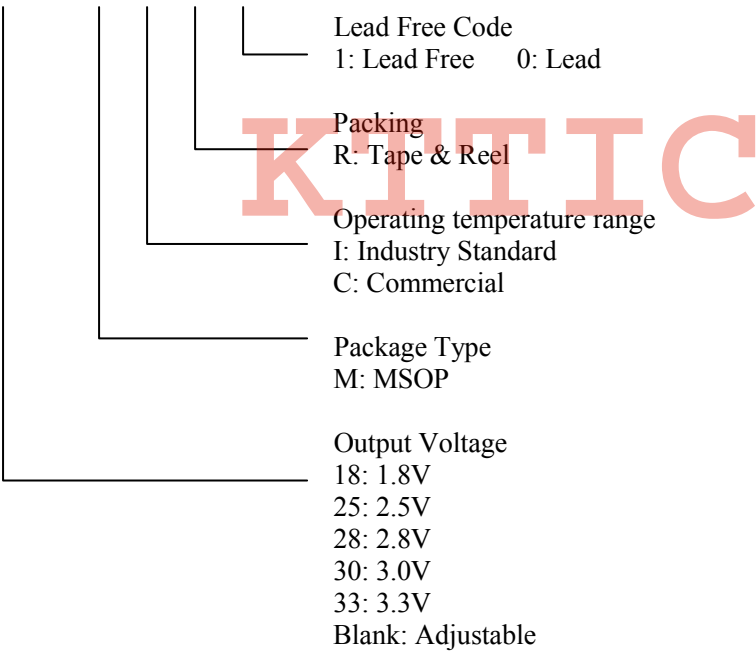 Lead Free Code
1: Lead Free 0: Lead
Packing
R: Tape & Reel
KTTIC
Operating temperature range
I: Industry Standard
C: Commercial
Package Type
M: MSOP
Output Voltage
18: 1.8V
25: 2.5V
28: 2.8V
30: 3.0V
33: 3.3V
Blank: Adjustable